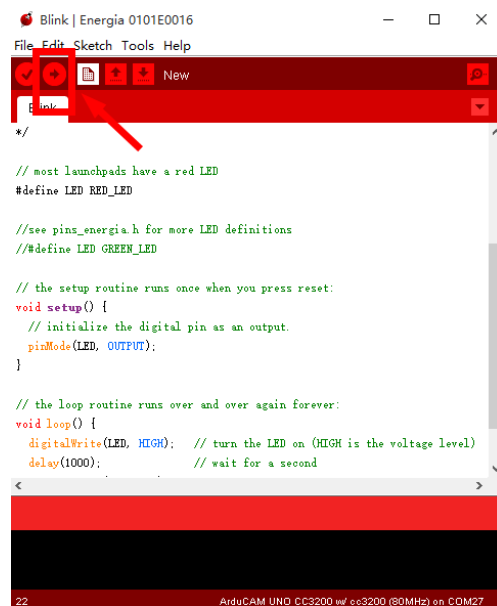 Blink | Energia 0101E0016
File Edit Sketch Tools Help
New
Blink
*/
// most launchpads have a red LED
#define LED RED_LED
//see pins_energia.h for more LED definitions
//#define LED GREEN_LED
// the setup routine runs once when you press reset:
void setup() {
// initialize the digital pin as an output.
pinMode(LED, OUTPUT);
}
// the loop routine runs over and over again forever:
void loop() {
digitalWrite(LED, HIGH); // turn the LED on (HIGH is the voltage level)
delay(1000); // wait for a second
22 ArduCAM UNO CC3200 w/ cc3200 (80MHz) on COM27